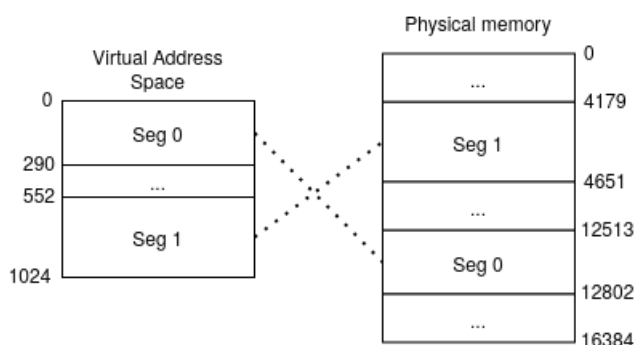 Virtual Address
Space
0
Seg 0
290
...
552
Seg 1
1024
Physical memory
0
...
4179
Seg 1
4651
...
12513
Seg 0
12802
...
16384